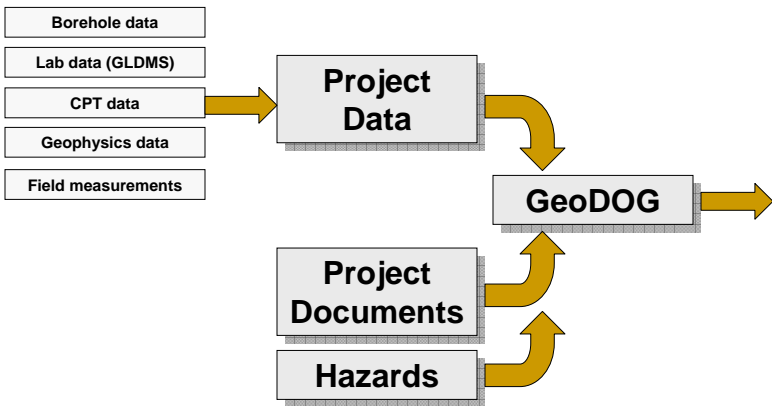 Borehole data
Lab data (GLDMS)
CPT data
Geophysics data
Field measurements
Project
Data
GeoDOG
Project
Documents
Hazards